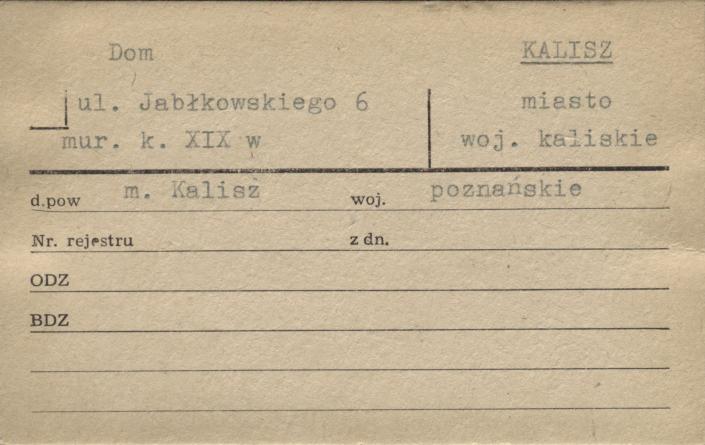 Dom KALISZ
ul. Jabłkowskiego 6 miasto
mur. k. XIX w woj. kaliskie
d.pow m. Kalisz woj. poznańskie
Nr. rejestru z dn.
ODZ
BDZ